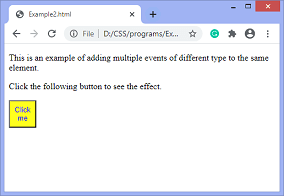 Example2.html
File | D:/CSS/programs/Ex...
This is an example of adding multiple events of different type to the same
element.
Click the following button to see the effect.
Click
me